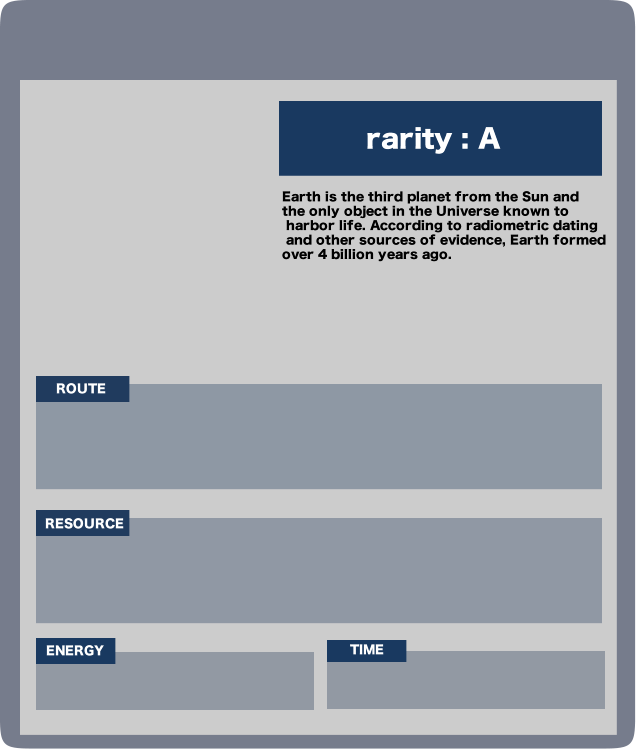 rarity : A
Earth is the third planet from the Sun and
the only object in the Universe known to
harbor life. According to radiometric dating
and other sources of evidence, Earth formed
over 4 billion years ago.
ROUTE
RESOURCE
ENERGY
TIME